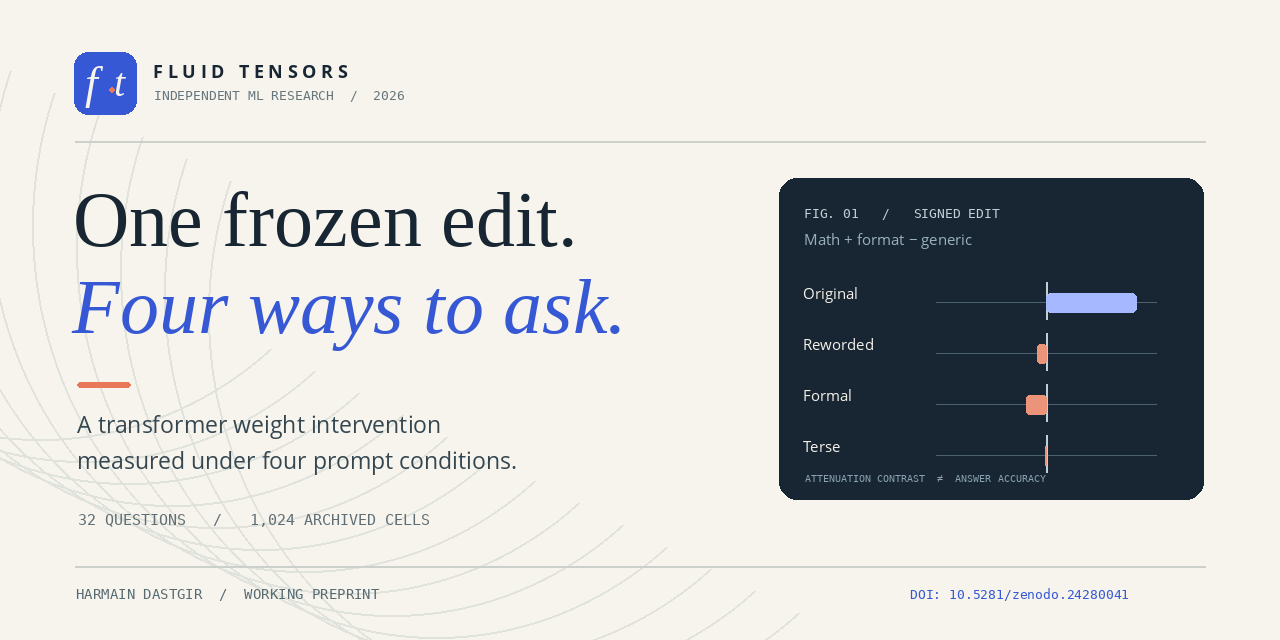 f t
FLUID TENSORS
INDEPENDENT ML RESEARCH / 2026
One frozen edit.
Four ways to ask.
A transformer weight intervention
measured under four prompt conditions.
32 QUESTIONS / 1,024 ARCHIVED CELLS
FIG. 01 / SIGNED EDIT
Math + format − generic
Original
Reworded
Formal
Terse
ATTENUATION CONTRAST ≠ ANSWER ACCURACY
HARMAIN DASTGIR / WORKING PREPRINT
DOI: 10.5281/zenodo.24280041